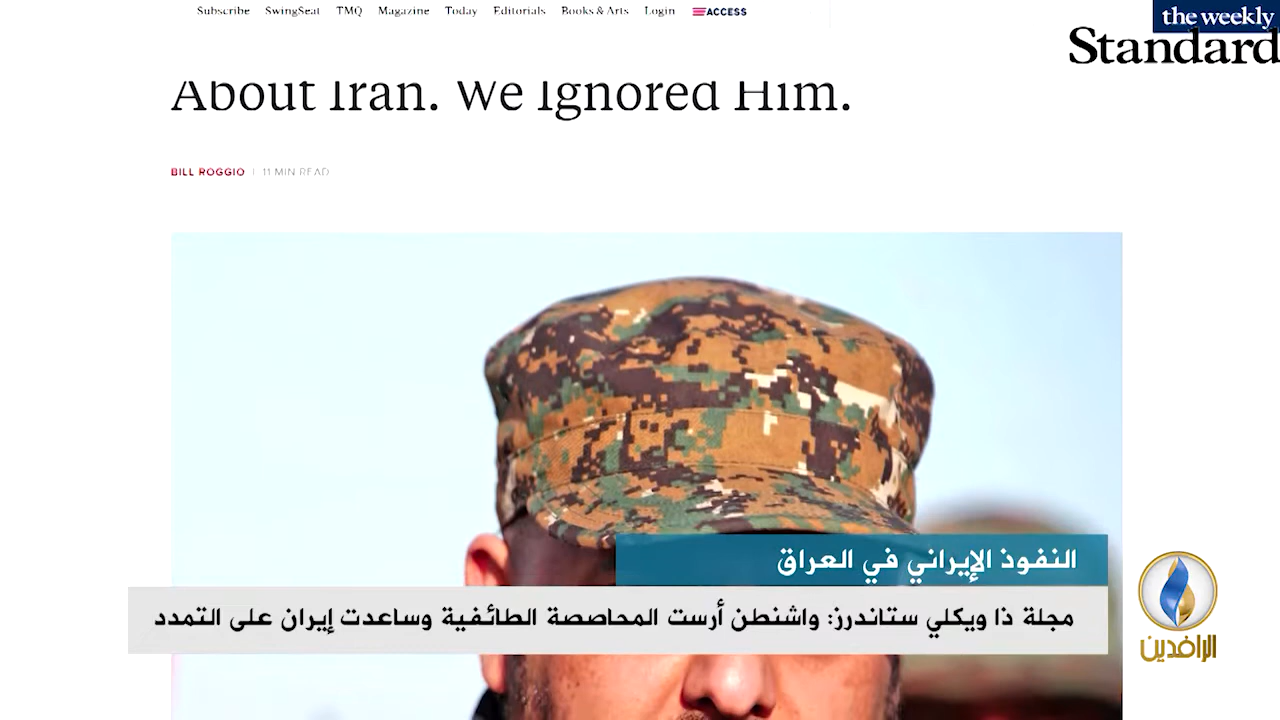 Subscribe SwingSeat TMQ Magazine Today Editorials Books & Arts Login ACCESS
the weekly
Standard
About Iran. We Ignored Him.
BILL ROGGIO | 11 MIN READ
النفوذ الإيراني في العراق
مجلة ذا ويكلي ستاندرز: واشنطن أرست المحاصصة الطائفية وساعدت إيران على التمدد
الرافدين